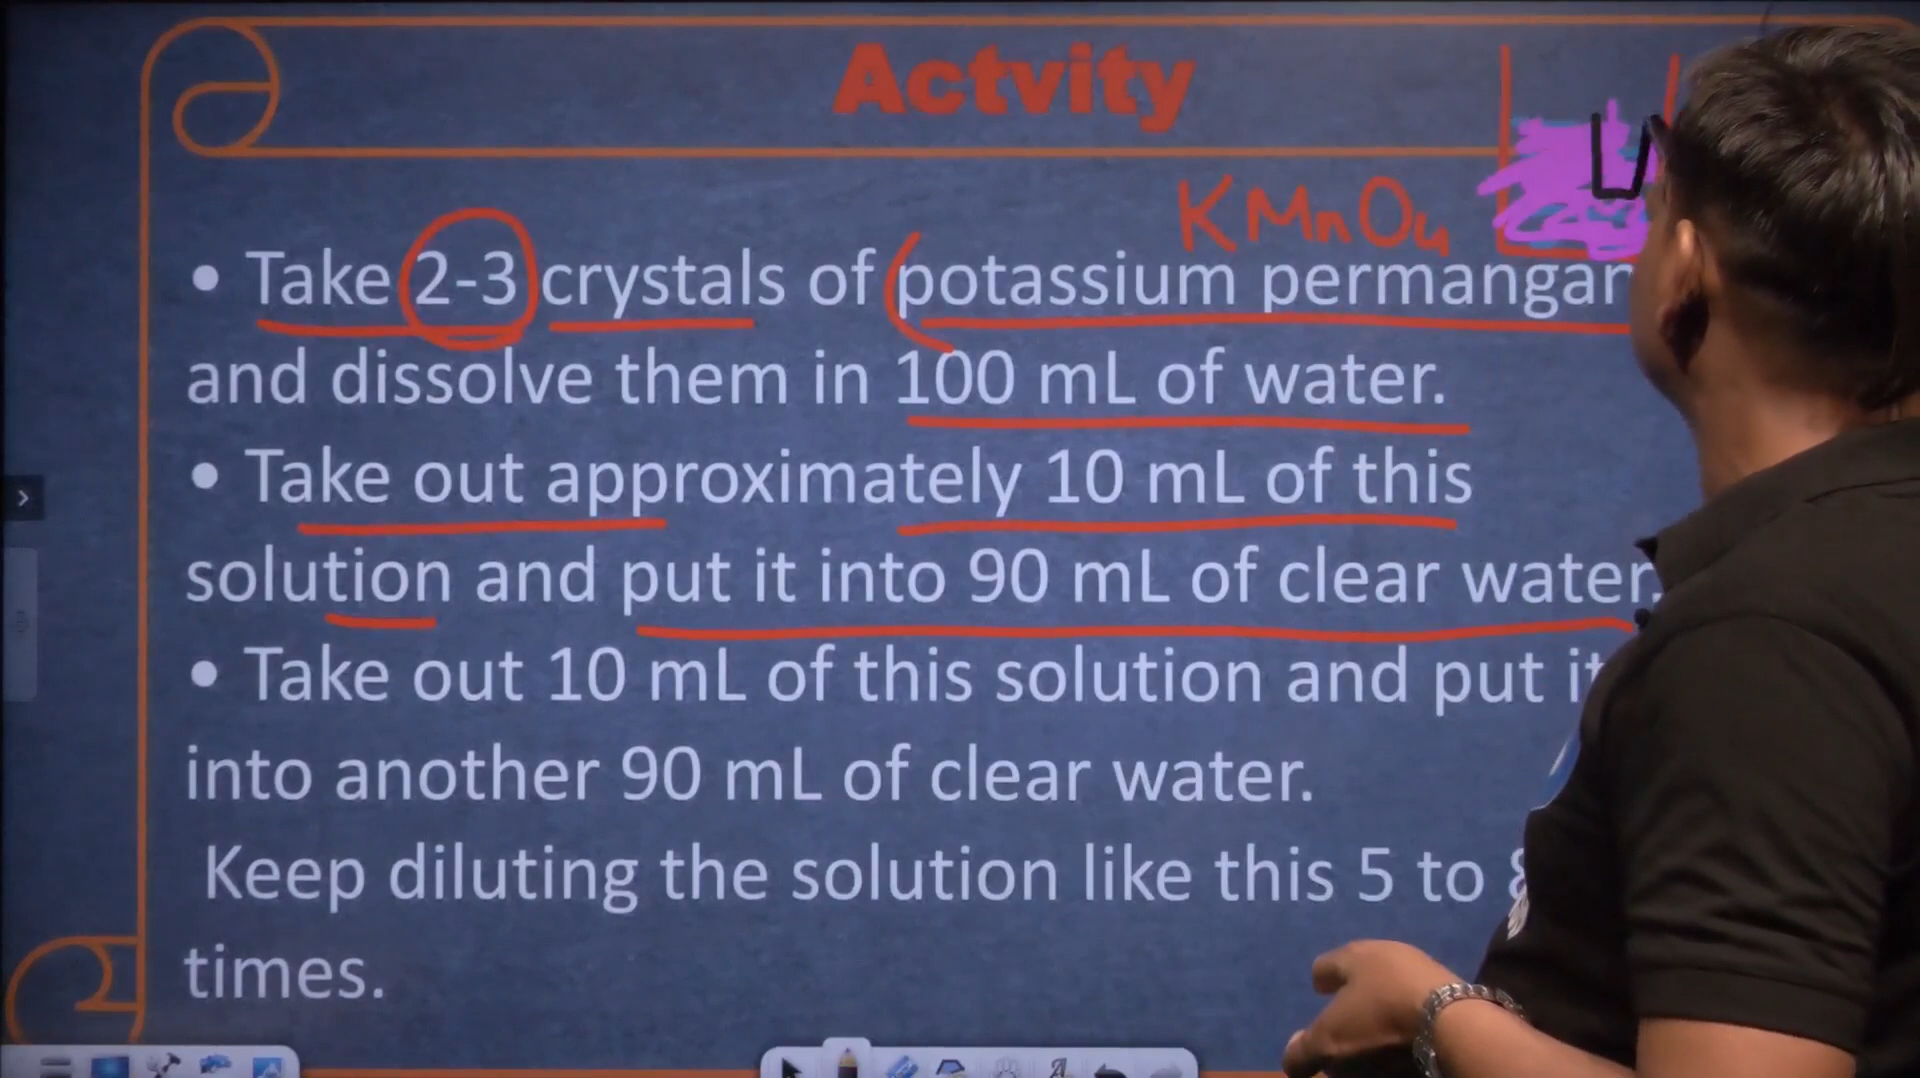 Actvity
KMnO4
• Take 2-3 crystals of potassium
and dissolve them in 100 mL of water.
• Take out approximately 10 mL of this
solution and put it into 90 mL of clear water.
• Take out 10 mL of this solution and put it
into another 90 mL of clear water.
Keep diluting the solution like this 5 to
times.